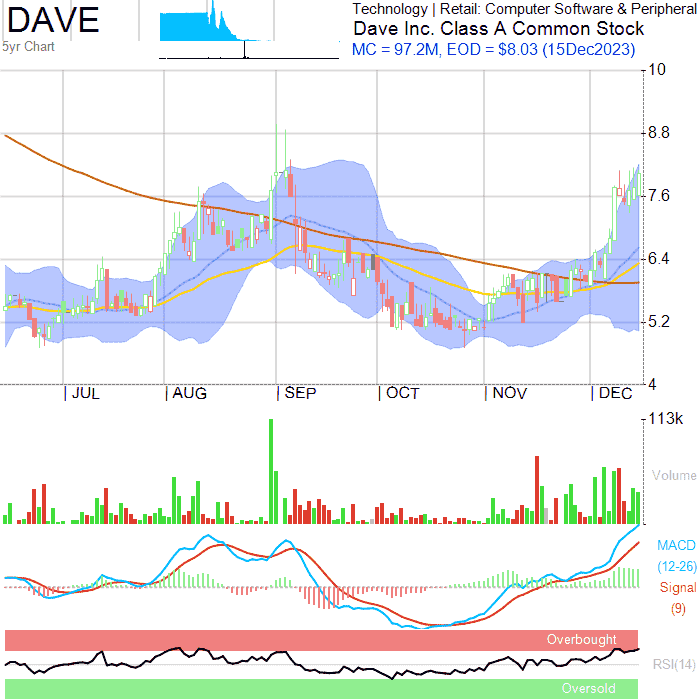 DAVE
5yr Chart
Technology | Retail: Computer Software & Peripheral
Dave Inc. Class A Common Stock
MC = 97.2M, EOD = $8.03 (15Dec2023)
10
8.8
7.6
6.4
5.2
4
JUL
AUG
SEP
OCT
NOV
DEC
113k
Volume
MACD
(12-26)
Signal
(9)
Overbought
RSI(14)
Oversold